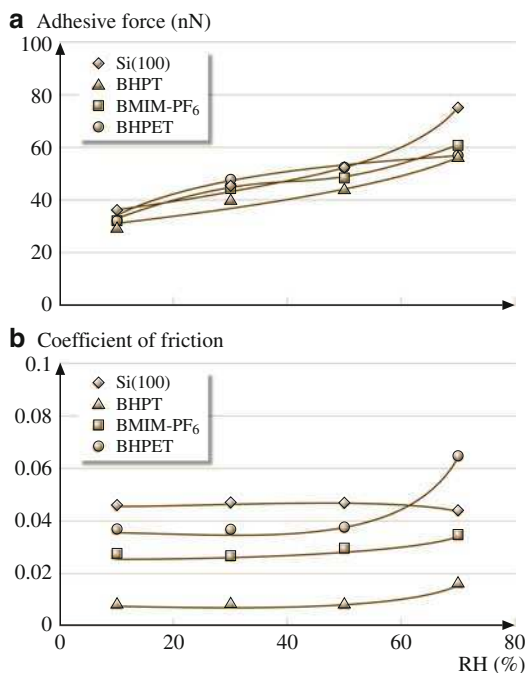 a Adhesive force (nN)
100
80
60
40
20
0
Si(100)
BHPT
BMIM-PF₆
BHPET
b Coefficient of friction
0.1
0.08
0.06
0.04
0.02
0
Si(100)
BHPT
BMIM-PF₆
BHPET
0 20 40 60 80
RH (%)